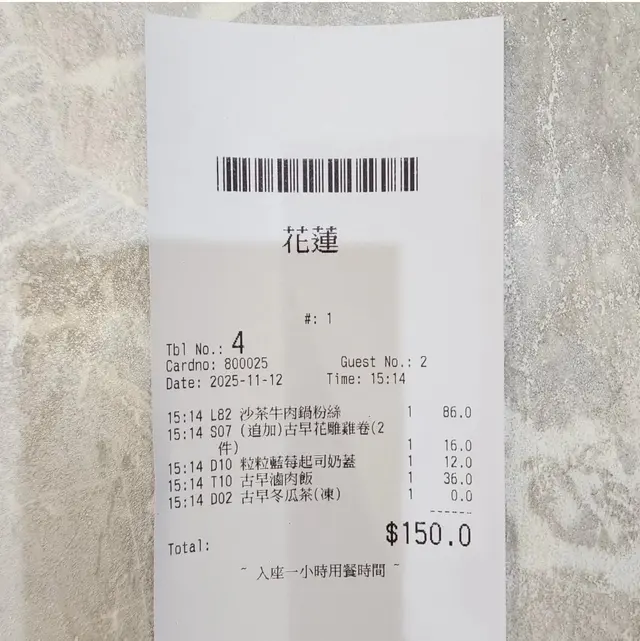 花蓮
#: 1
Tbl No.: 4
Cardno: 800025 Guest No.: 2
Date: 2025-11-12 Time: 15:14
15:14 L82 沙茶牛肉鍋粉絲 1 86.0
15:14 S07 (追加)古早花雕雞卷(2
件) 1 16.0
15:14 D10 粒粒藍莓起司奶蓋 1 12.0
15:14 T10 古早滷肉飯 1 36.0
15:14 D02 古早冬瓜茶(凍) 1 0.0
------
Total: $150.0
~ 入座一小時用餐時間 ~